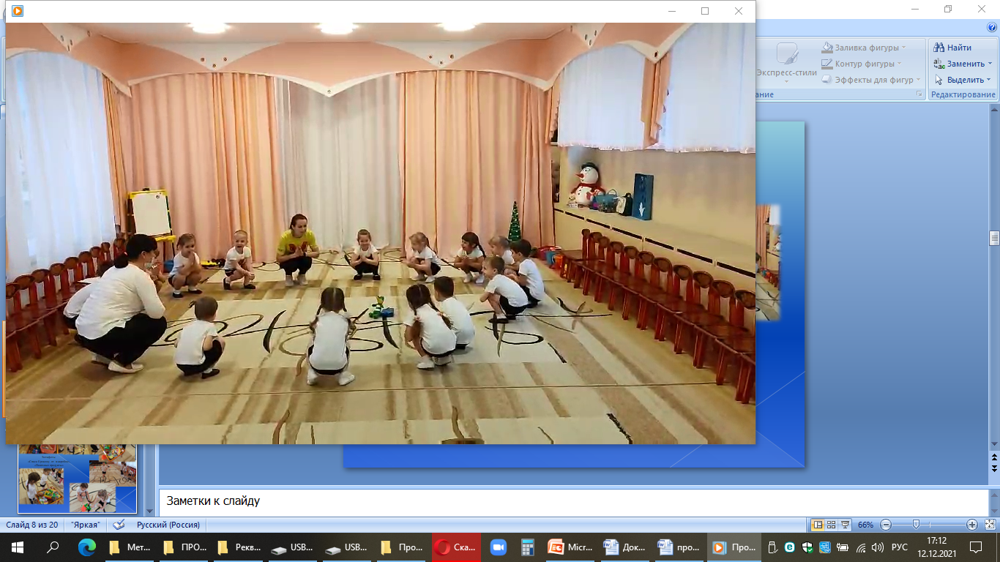 Заливка фигуры
Контур фигуры
Эффекты для фигур
Экспресс-стили
Найти
Заменить
Выделить
Редактирование
Заметки к слайду
Слайд 8 из 20
"Яркая"
Русский (Россия)
66%
Мет...
ПРО...
Рекв...
USB...
USB...
Про...
Ска...
Micr...
Док...
про...
Про...
РУС
17:12
12.12.2021